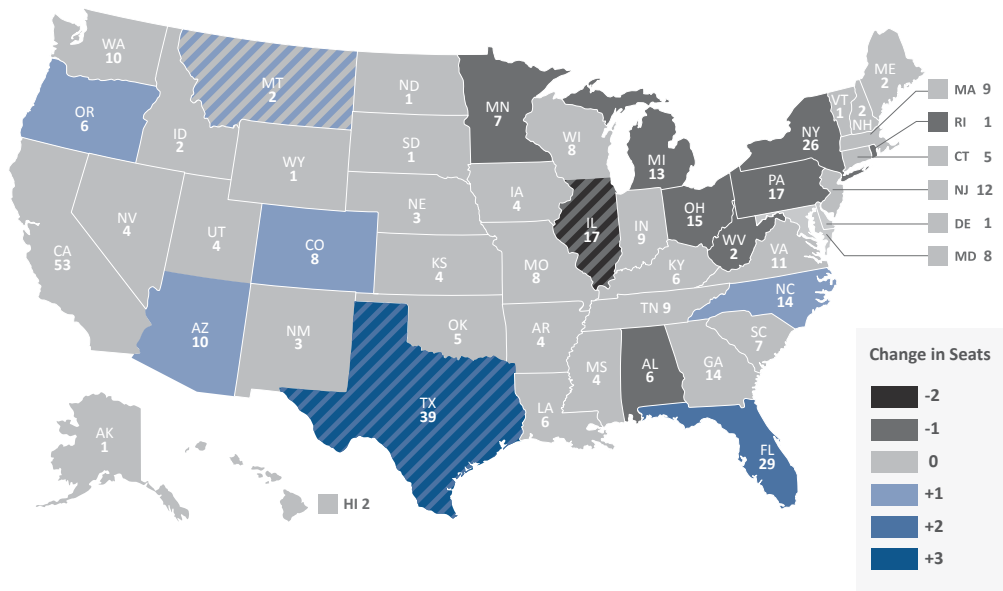 WA
10
OR
6
CA
53
NV
4
ID
2
MT
2
WY
1
UT
4
AZ
10
CO
8
NM
3
ND
1
SD
1
NE
3
KS
4
OK
5
TX
39
MN
7
IA
4
MO
8
AR
4
LA
6
WI
8
IL
17
MI
13
IN
9
OH
15
KY
6
TN 9
MS
4
AL
6
GA
14
FL
29
SC
7
NC
14
VA
11
WV
2
PA
17
NY
26
VT
1
2
NH
ME
2
MA 9
RI 1
CT 5
NJ 12
DE 1
MD 8
AK
1
HI 2
Change in Seats
-2
-1
0
+1
+2
+3